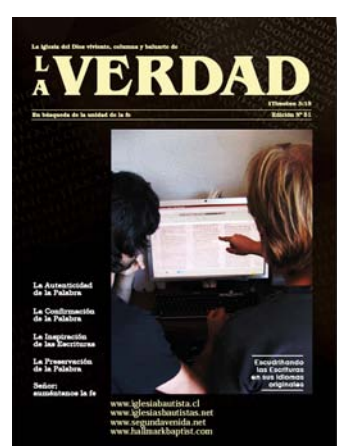 La iglesia del Dios viviente, columna y baluarte de
LA VERDAD
1Timoteo 3:15
En búsqueda de la unidad de la fe
Edición Nº 51
La Autenticidad
de la Palabra
La Confirmación
de la Palabra
La Inspiración
de las Escrituras
La Preservación
de la Palabra
Señor:
auméntenos la fe
Escudriñando
las Escrituras
en sus idiomas
originales
www.iglesiabautista.cl
www.iglesiasbautistas.net
www.segundavenida.net
www.hallmarkbaptist.com